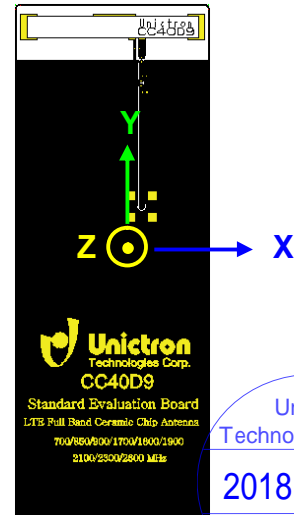 Unictron
CC40D9
Y
Z
X
Unictron
Technologies Corp.
CC40D9
Standard Evaluation Board
LTE Full Band Ceramic Chip Antenna
700/850/900/1700/1800/1900
2100/2300/2600 MHz
Un
Techno
2018